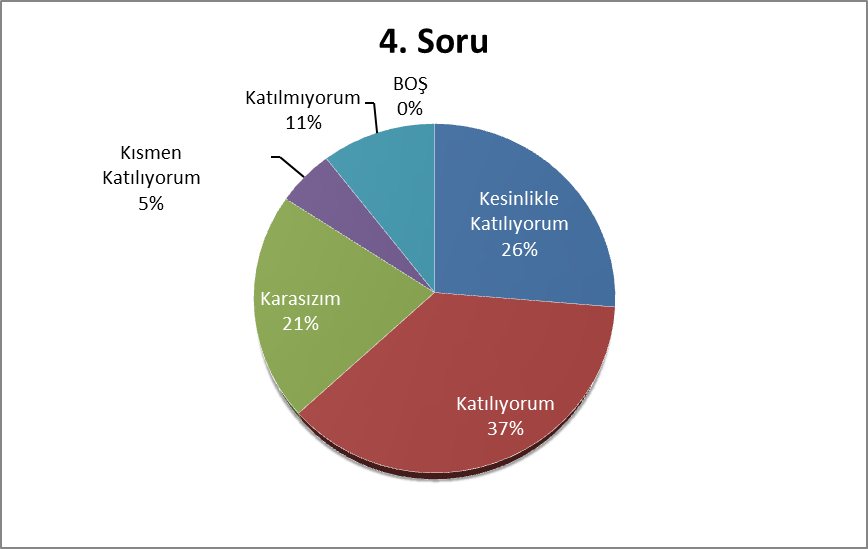 4. Soru
BOŞ
0%
Katılmıyorum
11%
Kısmen
Katılıyorum
5%
Kesinlikle
Katılıyorum
26%
Karasızım
21%
Katılıyorum
37%